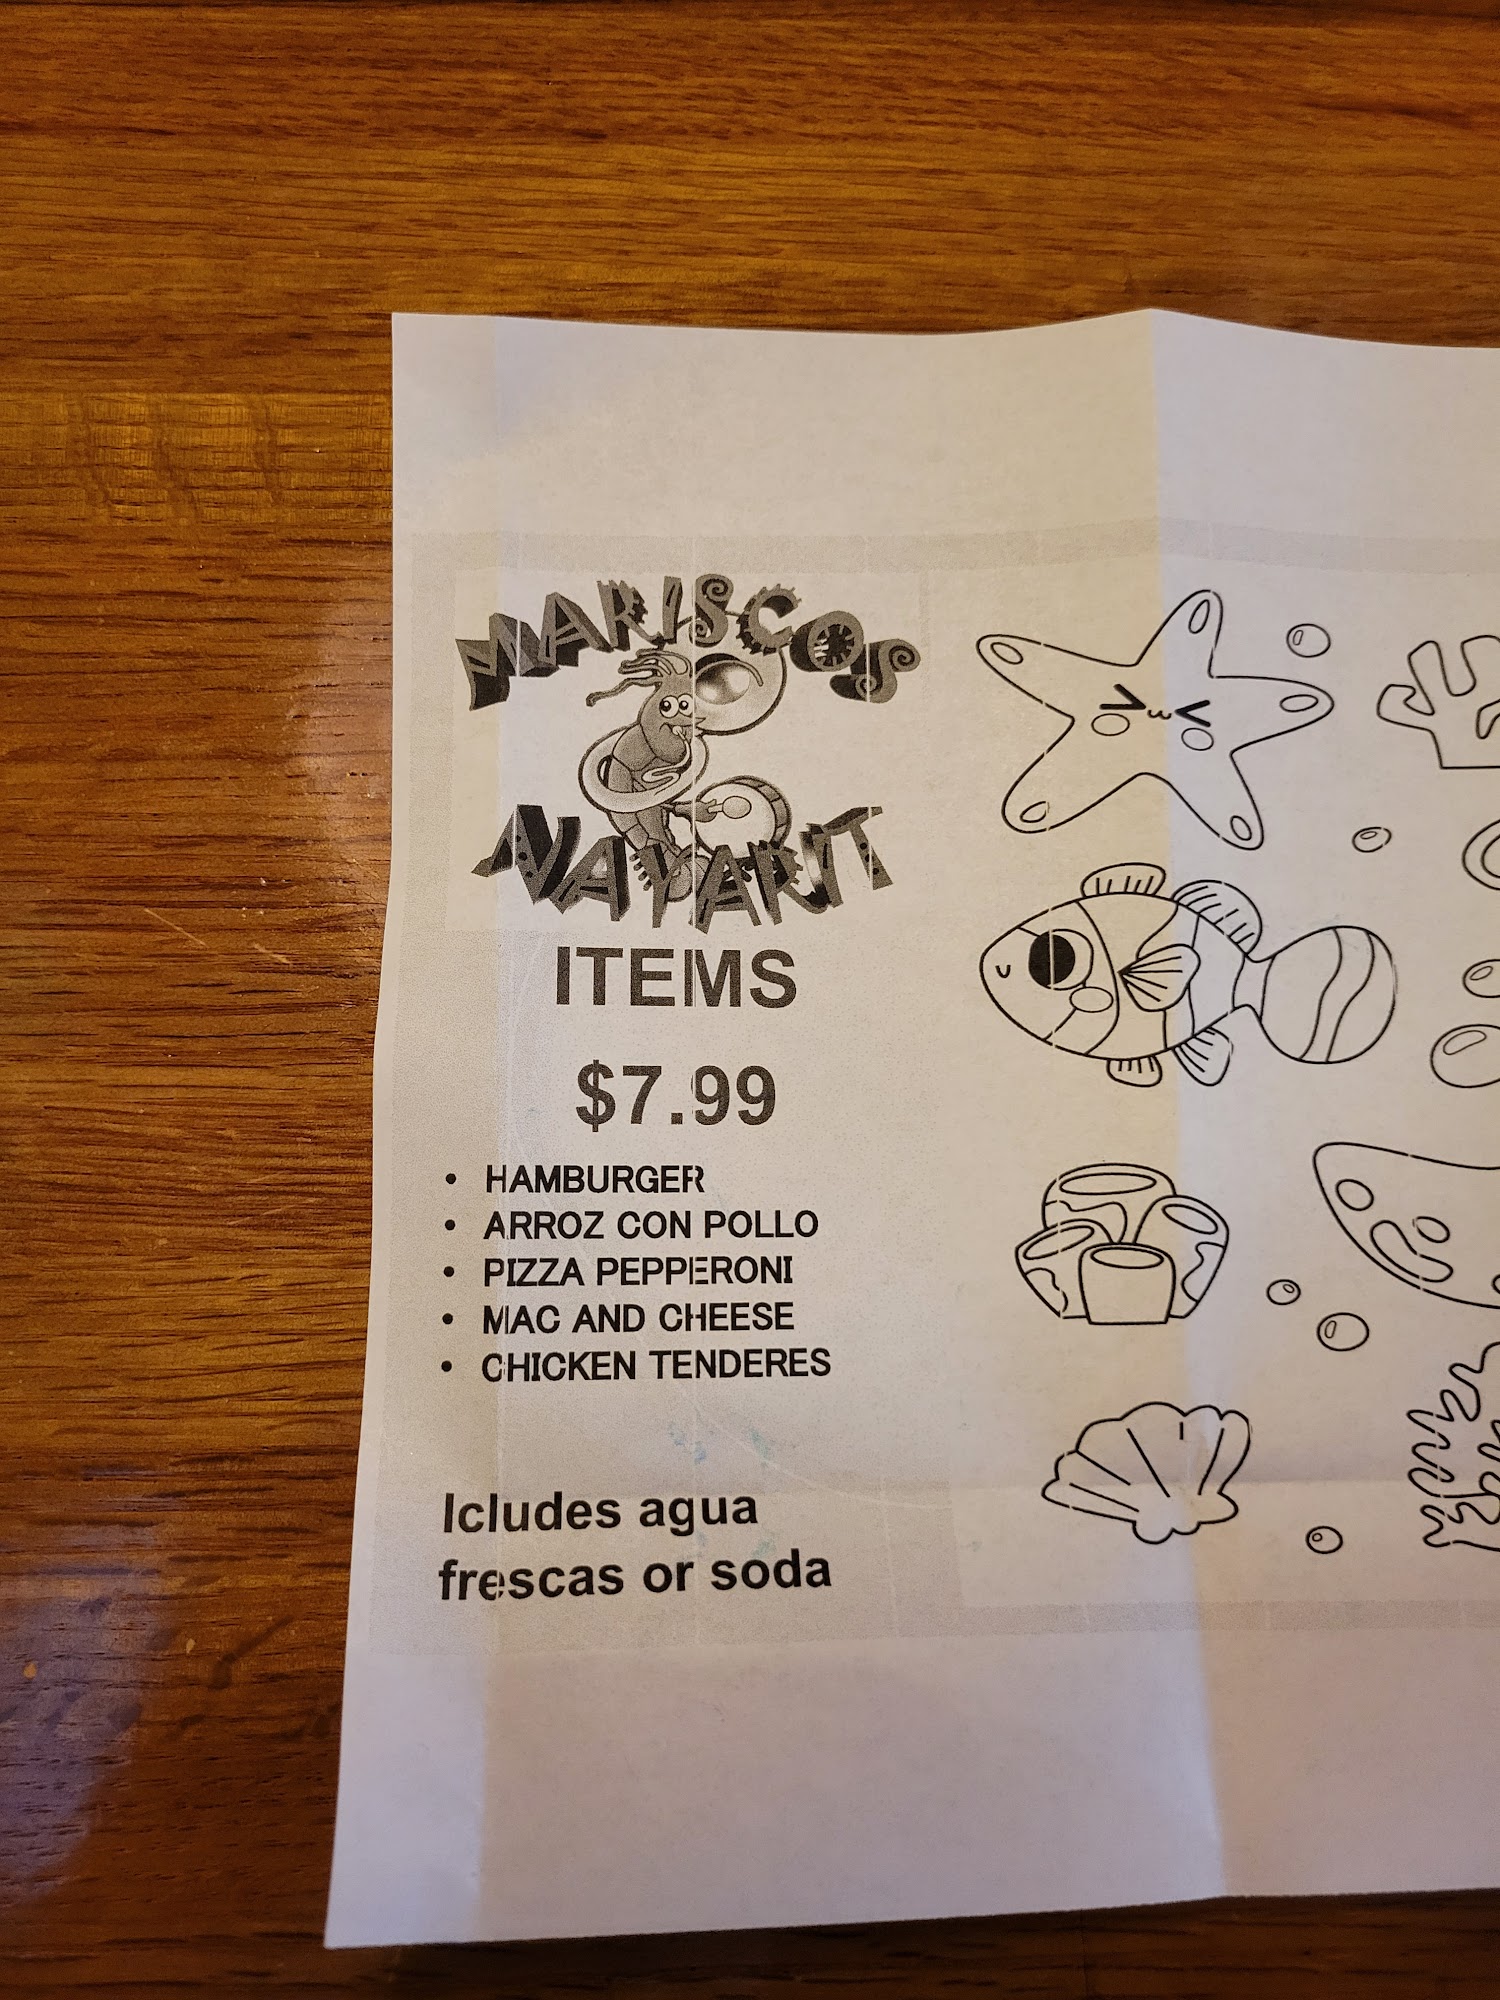 MARISCOS
NAYARIT
ITEMS
$7.99
• HAMBURGER
• ARROZ CON POLLO
• PIZZA PEPPERONI
• MAC AND CHEESE
• CHICKEN TENDERES
Icludes agua
frescas or soda